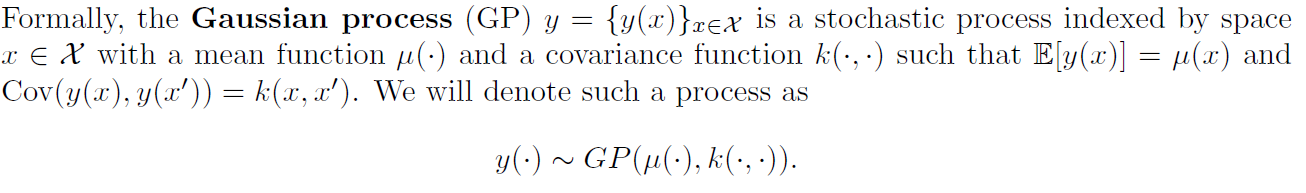 Formally, the Gaussian process (GP) y = {y(x)}x∈𝒳 is a stochastic process indexed by space
x ∈ 𝒳 with a mean function μ(·) and a covariance function k(·, ·) such that 𝔼[y(x)] = μ(x) and
Cov(y(x), y(x′)) = k(x, x′). We will denote such a process as
y(·) ∼ GP(μ(·), k(·, ·)).